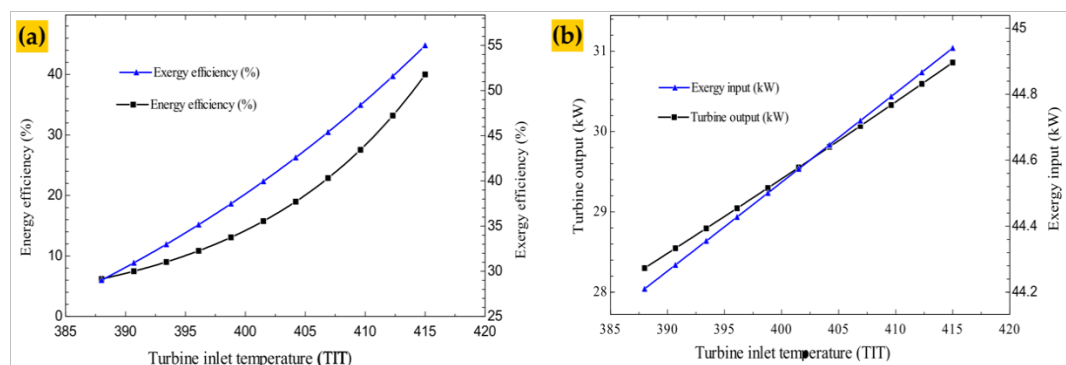 (a)
Exergy efficiency (%)
Energy efficiency (%)
Energy efficiency (%)
Exergy efficiency (%)
40
30
20
10
0
55
50
45
40
35
30
25
385 390 395 400 405 410 415 420
Turbine inlet temperature (TIT)
(b)
Exergy input (kW)
Turbine output (kW)
Turbine output (kW)
Exergy input (kW)
31
30
29
28
45
44.8
44.6
44.4
44.2
385 390 395 400 405 410 415 420
Turbine inlet temperature (TIT)